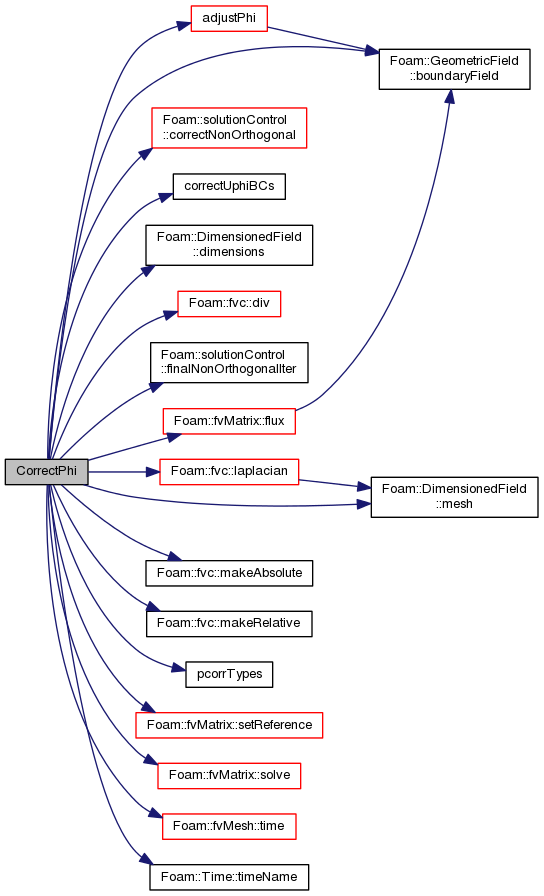 adjustPhi
Foam::GeometricField
::boundaryField
Foam::solutionControl
::correctNonOrthogonal
correctUphiBCs
Foam::DimensionedField
::dimensions
Foam::fvc::div
Foam::solutionControl
::finalNonOrthogonalIter
Foam::fvMatrix::flux
CorrectPhi
Foam::fvc::laplacian
Foam::DimensionedField
::mesh
Foam::fvc::makeAbsolute
Foam::fvc::makeRelative
pcorrTypes
Foam::fvMatrix::setReference
Foam::fvMatrix::solve
Foam::fvMesh::time
Foam::Time::timeName